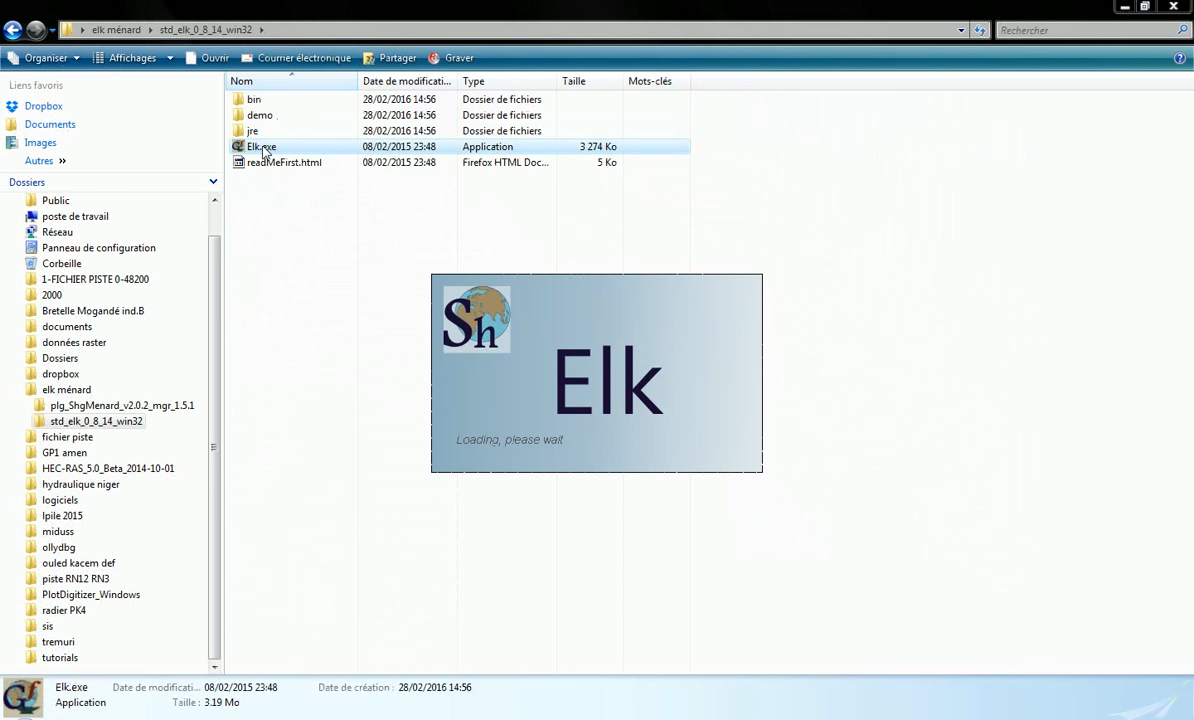 elk ménard
std_elk_0_8_14_win32
Rechercher
Organiser
Affichages
Ouvrir
Courrier électronique
Partager
Graver
Liens favoris
Dropbox
Documents
Images
Autres »
Dossiers
Public
poste de travail
Réseau
Panneau de configuration
Corbeille
1-FICHIER PISTE 0-48200
2000
Bretelle Mogandé ind.B
documents
données raster
Dossiers
dropbox
elk ménard
plg_ShgMenard_v2.0.2_mgr_1.5.1
std_elk_0_8_14_win32
fichier piste
GP1 amen
HEC-RAS_5.0_Beta_2014-10-01
hydraulique niger
logiciels
lpile 2015
miduss
ollydbg
ouled kacem def
piste RN12 RN3
PlotDigitizer_Windows
radier PK4
sis
tremuri
tutorials
Nom Date de modificati... Type Taille Mots-clés
bin 28/02/2016 14:56 Dossier de fichiers
demo 28/02/2016 14:56 Dossier de fichiers
jre 28/02/2016 14:56 Dossier de fichiers
Elk.exe 08/02/2015 23:48 Application 3 274 Ko
readMeFirst.html 08/02/2015 23:48 Firefox HTML Doc... 5 Ko
Sh
Elk
Loading, please wait
Elk.exe Date de modificati... 08/02/2015 23:48 Date de création : 28/02/2016 14:56
Application Taille : 3.19 Mo